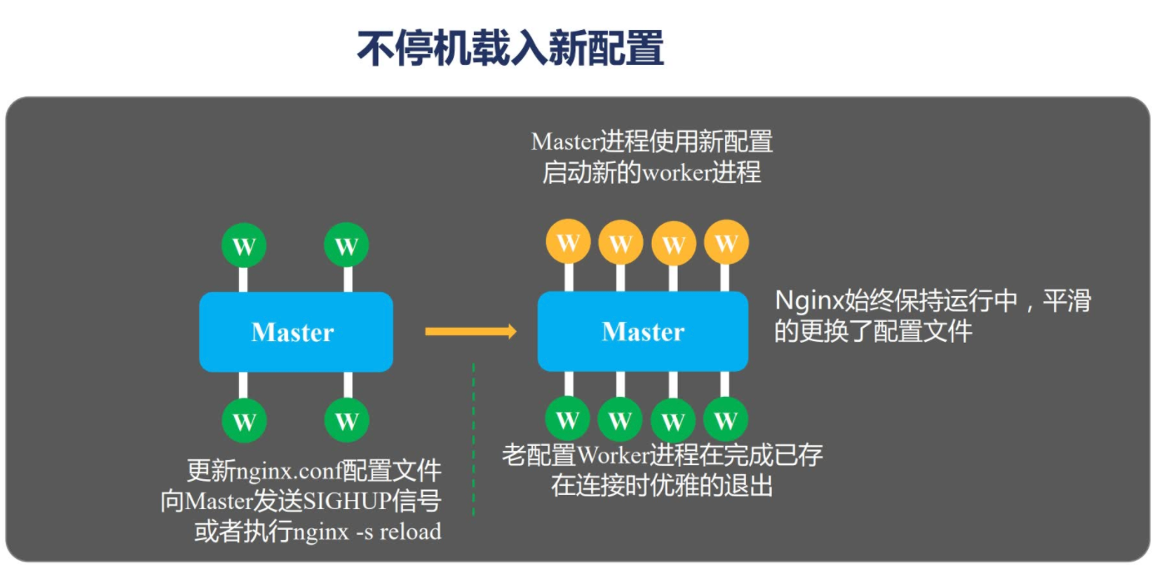 不停机载入新配置
Master进程使用新配置
启动新的worker进程
W
W
W
W
W
W
Master
Master
Nginx始终保持运行中，平滑
的更换了配置文件
W
W
W
W
W
W
更新nginx.conf配置文件
向Master发送SIGHUP信号
或者执行nginx -s reload
老配置Worker进程在完成已存
在连接时优雅的退出